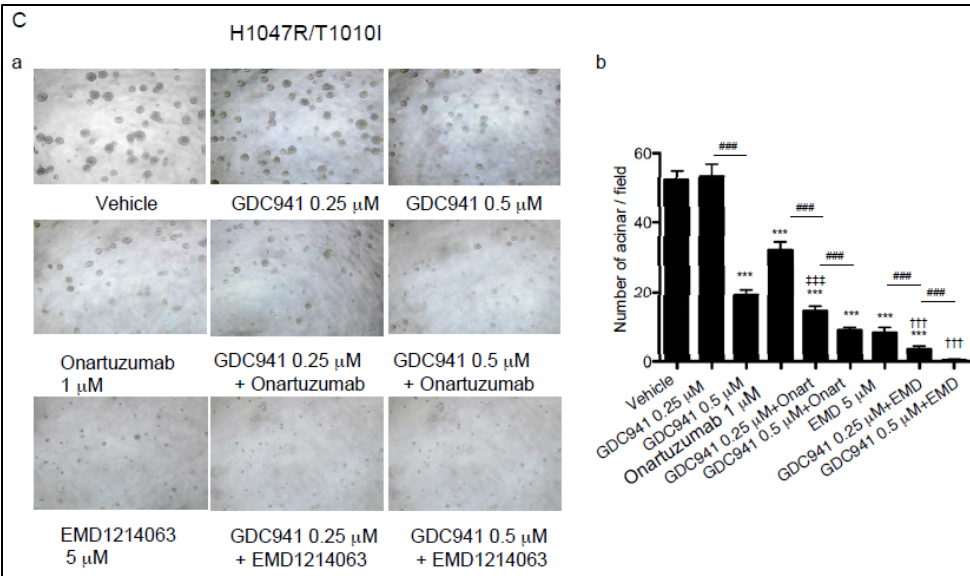 C
H1047R/T1010I
a
Vehicle
GDC941 0.25 μM
GDC941 0.5 μM
Onartuzumab
1 μM
GDC941 0.25 μM
+ Onartuzumab
GDC941 0.5 μM
+ Onartuzumab
EMD1214063
5 μM
GDC941 0.25 μM
+ EMD1214063
GDC941 0.5 μM
+ EMD1214063
b
Number of acinar / field
60
40
20
0
###
***
***
###
‡‡‡
***
###
***
***
###
†††
***
###
†††
Vehicle
GDC941 0.25 μM
GDC941 0.5 μM
Onartuzumab 1 μM
GDC941 0.25 μM+Onart
GDC941 0.5 μM+Onart
EMD 5 μM
GDC941 0.25 μM+EMD
GDC941 0.5 μM+EMD